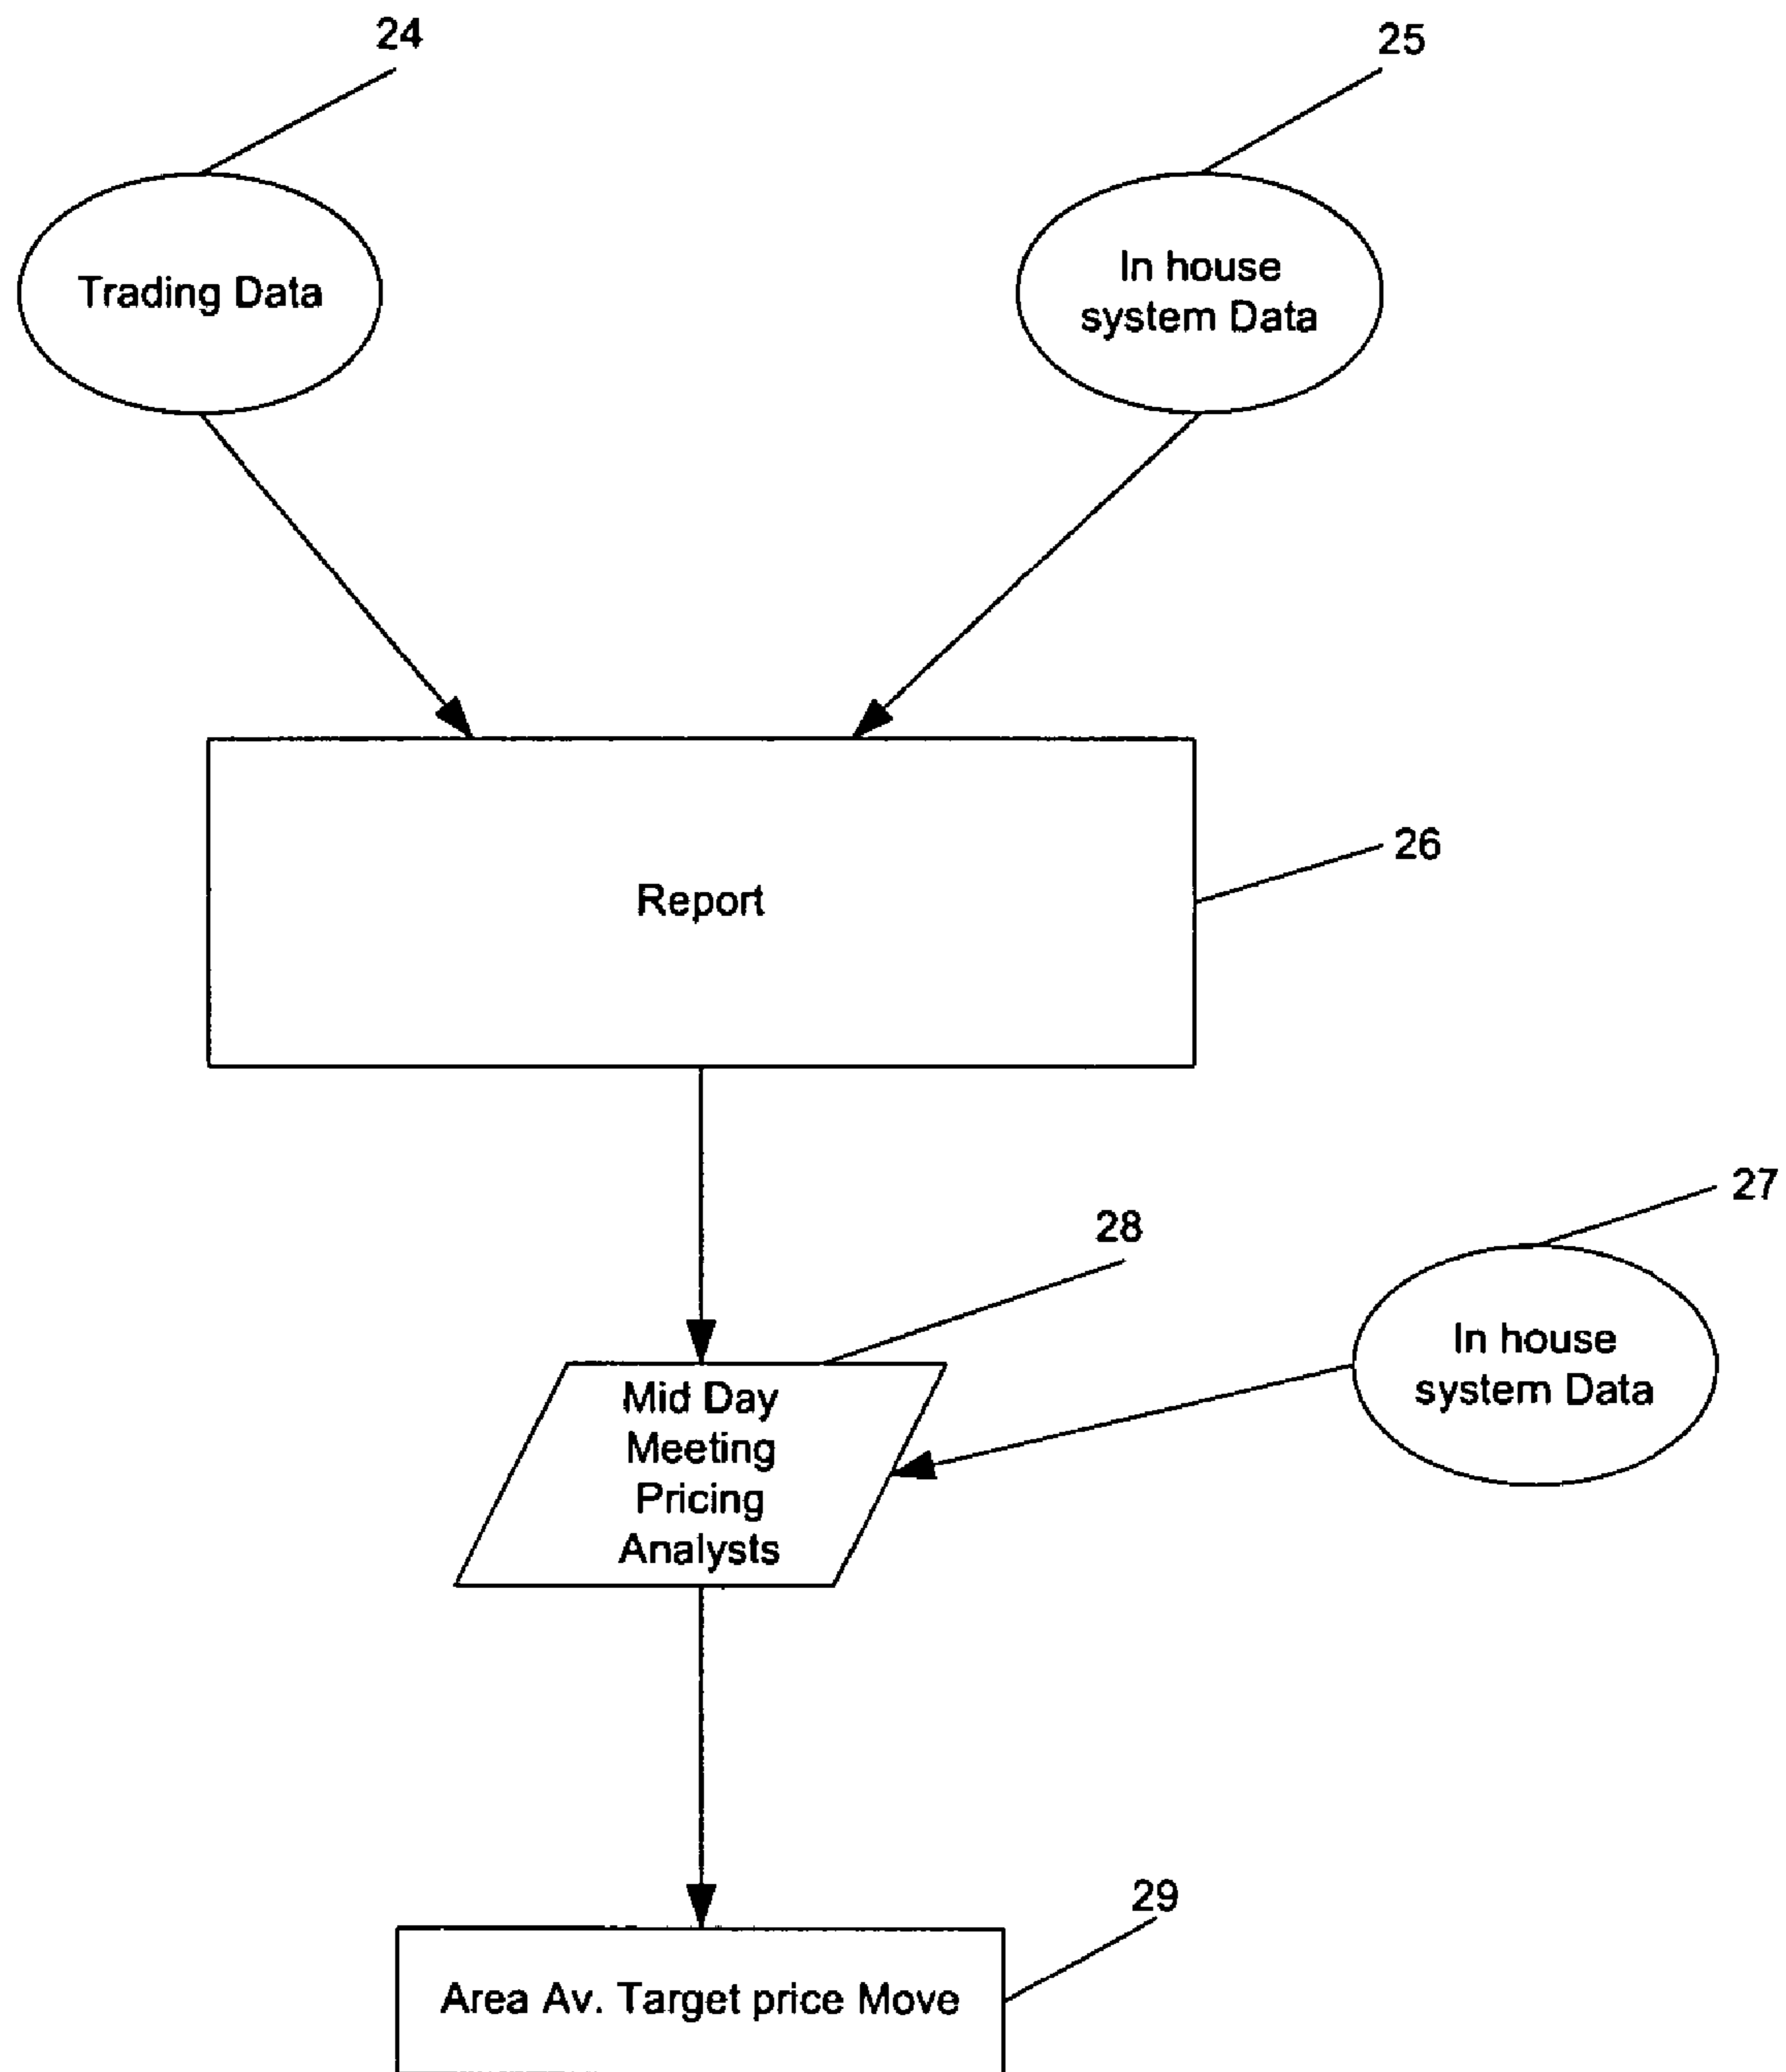 24
25
Trading Data
In house
system Data
26
Report
27
28
In house
system Data
Mid Day
Meeting
Pricing
Analysts
29
Area Av. Target price Move